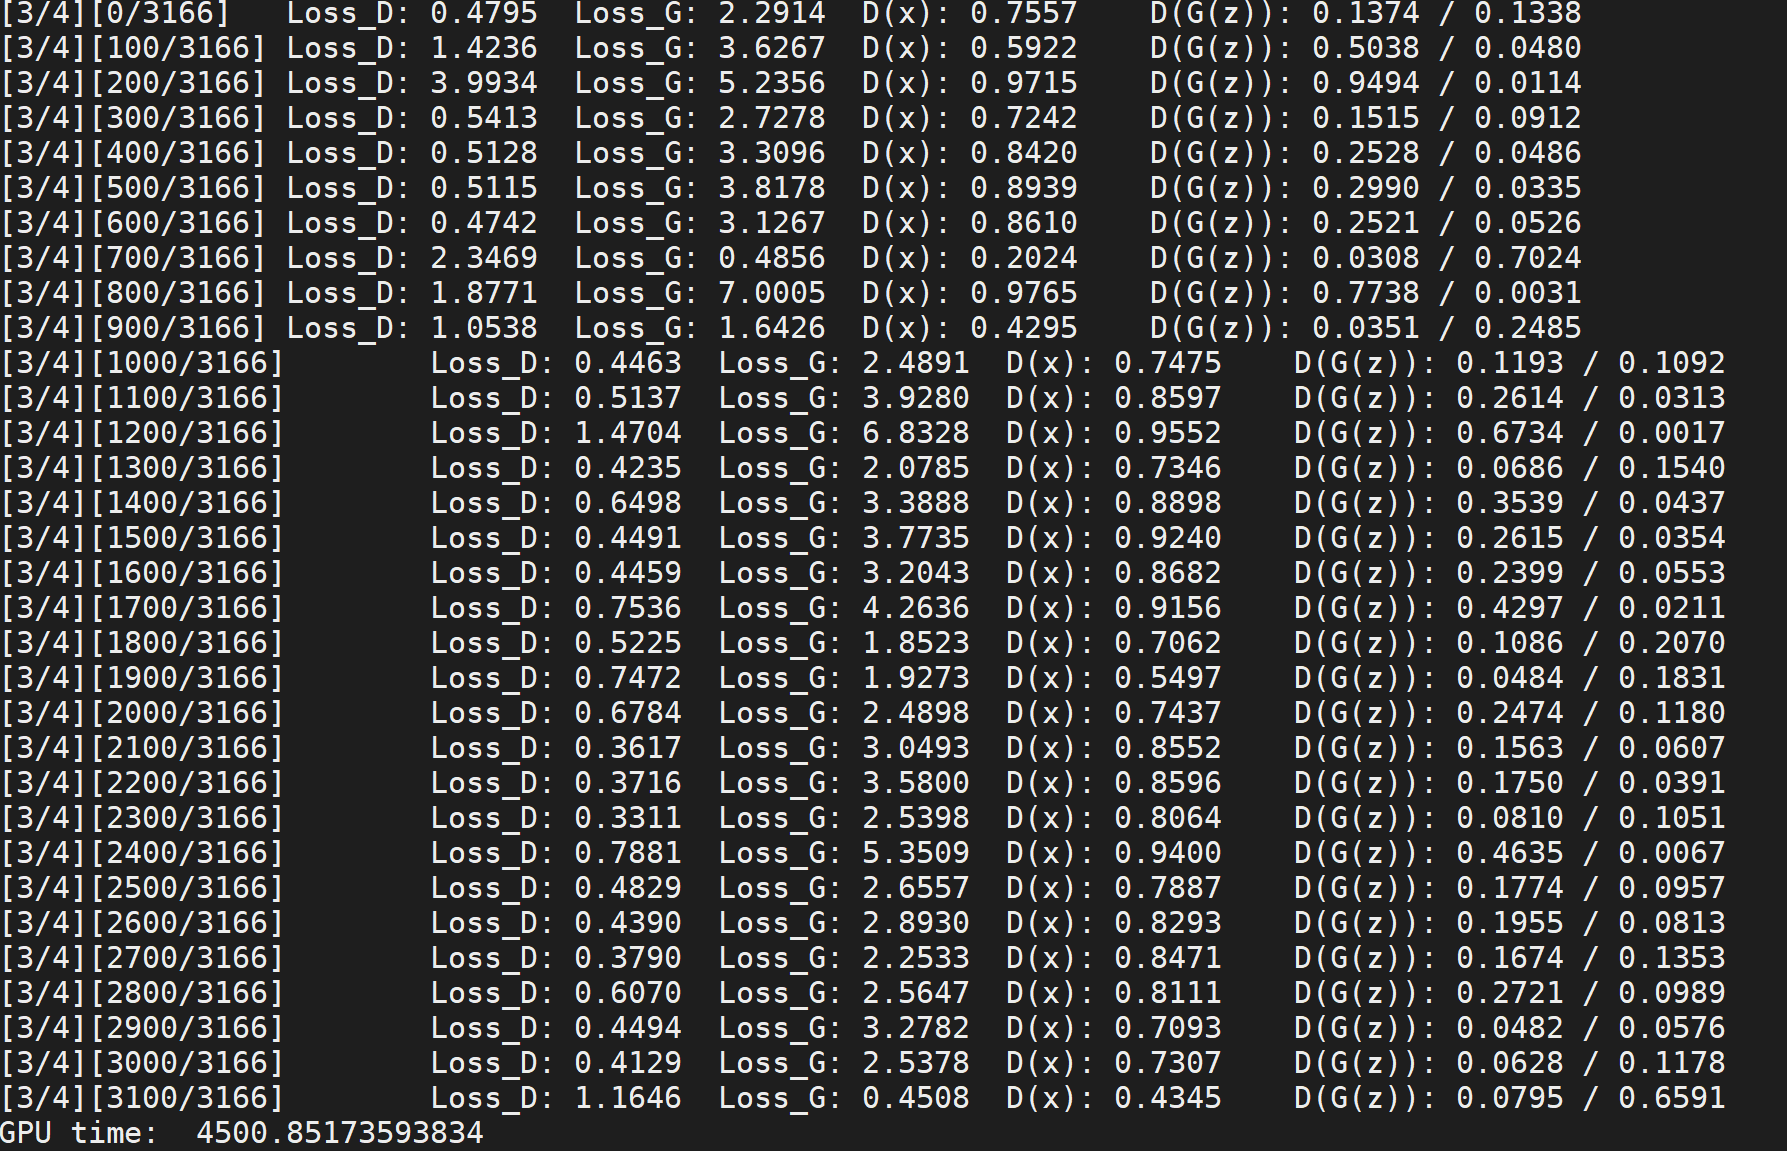 [3/4][0/3166]	Loss_D: 0.4795	Loss_G: 2.2914	D(x): 0.7557	D(G(z)): 0.1374 / 0.1338
[3/4][100/3166]	Loss_D: 1.4236	Loss_G: 3.6267	D(x): 0.5922	D(G(z)): 0.5038 / 0.0480
[3/4][200/3166]	Loss_D: 3.9934	Loss_G: 5.2356	D(x): 0.9715	D(G(z)): 0.9494 / 0.0114
[3/4][300/3166]	Loss_D: 0.5413	Loss_G: 2.7278	D(x): 0.7242	D(G(z)): 0.1515 / 0.0912
[3/4][400/3166]	Loss_D: 0.5128	Loss_G: 3.3096	D(x): 0.8420	D(G(z)): 0.2528 / 0.0486
[3/4][500/3166]	Loss_D: 0.5115	Loss_G: 3.8178	D(x): 0.8939	D(G(z)): 0.2990 / 0.0335
[3/4][600/3166]	Loss_D: 0.4742	Loss_G: 3.1267	D(x): 0.8610	D(G(z)): 0.2521 / 0.0526
[3/4][700/3166]	Loss_D: 2.3469	Loss_G: 0.4856	D(x): 0.2024	D(G(z)): 0.0308 / 0.7024
[3/4][800/3166]	Loss_D: 1.8771	Loss_G: 7.0005	D(x): 0.9765	D(G(z)): 0.7738 / 0.0031
[3/4][900/3166]	Loss_D: 1.0538	Loss_G: 1.6426	D(x): 0.4295	D(G(z)): 0.0351 / 0.2485
[3/4][1000/3166]	Loss_D: 0.4463	Loss_G: 2.4891	D(x): 0.7475	D(G(z)): 0.1193 / 0.1092
[3/4][1100/3166]	Loss_D: 0.5137	Loss_G: 3.9280	D(x): 0.8597	D(G(z)): 0.2614 / 0.0313
[3/4][1200/3166]	Loss_D: 1.4704	Loss_G: 6.8328	D(x): 0.9552	D(G(z)): 0.6734 / 0.0017
[3/4][1300/3166]	Loss_D: 0.4235	Loss_G: 2.0785	D(x): 0.7346	D(G(z)): 0.0686 / 0.1540
[3/4][1400/3166]	Loss_D: 0.6498	Loss_G: 3.3888	D(x): 0.8898	D(G(z)): 0.3539 / 0.0437
[3/4][1500/3166]	Loss_D: 0.4491	Loss_G: 3.7735	D(x): 0.9240	D(G(z)): 0.2615 / 0.0354
[3/4][1600/3166]	Loss_D: 0.4459	Loss_G: 3.2043	D(x): 0.8682	D(G(z)): 0.2399 / 0.0553
[3/4][1700/3166]	Loss_D: 0.7536	Loss_G: 4.2636	D(x): 0.9156	D(G(z)): 0.4297 / 0.0211
[3/4][1800/3166]	Loss_D: 0.5225	Loss_G: 1.8523	D(x): 0.7062	D(G(z)): 0.1086 / 0.2070
[3/4][1900/3166]	Loss_D: 0.7472	Loss_G: 1.9273	D(x): 0.5497	D(G(z)): 0.0484 / 0.1831
[3/4][2000/3166]	Loss_D: 0.6784	Loss_G: 2.4898	D(x): 0.7437	D(G(z)): 0.2474 / 0.1180
[3/4][2100/3166]	Loss_D: 0.3617	Loss_G: 3.0493	D(x): 0.8552	D(G(z)): 0.1563 / 0.0607
[3/4][2200/3166]	Loss_D: 0.3716	Loss_G: 3.5800	D(x): 0.8596	D(G(z)): 0.1750 / 0.0391
[3/4][2300/3166]	Loss_D: 0.3311	Loss_G: 2.5398	D(x): 0.8064	D(G(z)): 0.0810 / 0.1051
[3/4][2400/3166]	Loss_D: 0.7881	Loss_G: 5.3509	D(x): 0.9400	D(G(z)): 0.4635 / 0.0067
[3/4][2500/3166]	Loss_D: 0.4829	Loss_G: 2.6557	D(x): 0.7887	D(G(z)): 0.1774 / 0.0957
[3/4][2600/3166]	Loss_D: 0.4390	Loss_G: 2.8930	D(x): 0.8293	D(G(z)): 0.1955 / 0.0813
[3/4][2700/3166]	Loss_D: 0.3790	Loss_G: 2.2533	D(x): 0.8471	D(G(z)): 0.1674 / 0.1353
[3/4][2800/3166]	Loss_D: 0.6070	Loss_G: 2.5647	D(x): 0.8111	D(G(z)): 0.2721 / 0.0989
[3/4][2900/3166]	Loss_D: 0.4494	Loss_G: 3.2782	D(x): 0.7093	D(G(z)): 0.0482 / 0.0576
[3/4][3000/3166]	Loss_D: 0.4129	Loss_G: 2.5378	D(x): 0.7307	D(G(z)): 0.0628 / 0.1178
[3/4][3100/3166]	Loss_D: 1.1646	Loss_G: 0.4508	D(x): 0.4345	D(G(z)): 0.0795 / 0.6591
GPU time:  4500.85173593834